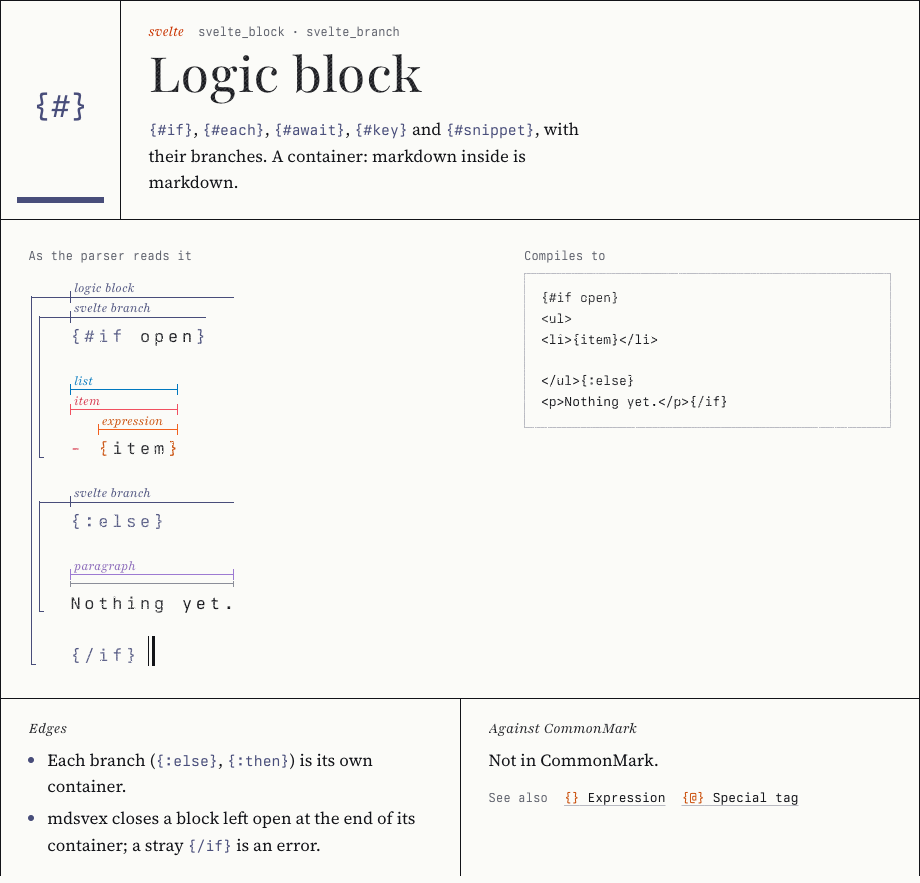 {#}
svelte svelte_block · svelte_branch
Logic block
{#if}, {#each}, {#await}, {#key} and {#snippet}, with
their branches. A container: markdown inside is
markdown.
As the parser reads it
logic block
svelte branch
{#if open}
list
item
expression
- {item}
svelte branch
{:else}
paragraph
Nothing yet.
{/if}
Compiles to
{#if open}
<ul>
<li>{item}</li>
</ul>{:else}
<p>Nothing yet.</p>{/if}
Edges
Each branch ({:else}, {:then}) is its own
container.
mdsvex closes a block left open at the end of its
container; a stray {/if} is an error.
Against CommonMark
Not in CommonMark.
See also {} Expression {@} Special tag